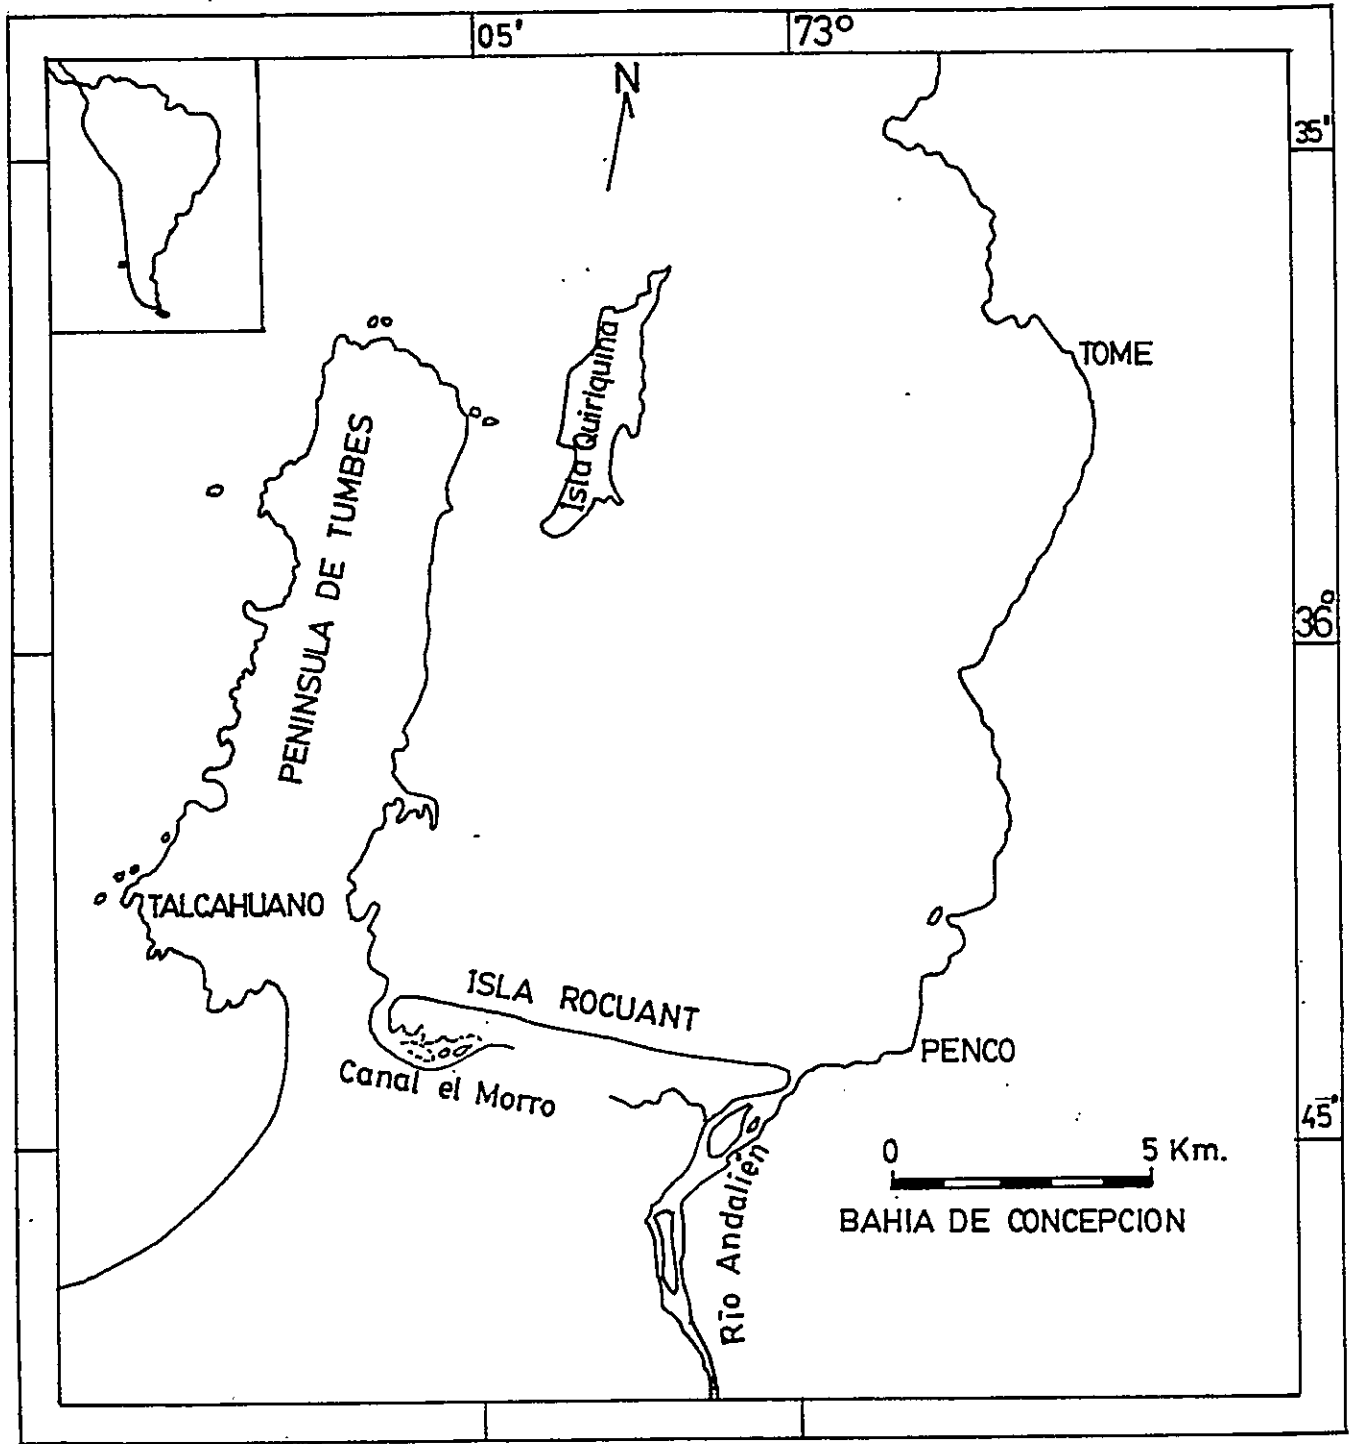 05'
73°
N
35'
TOME
Isla Quiriquina
PENINSULA DE TUMBES
36°
TALCAHUANO
ISLA ROCUANT
PENCO
Canal el Morro
45'
0 5 Km.
Río Andalién
BAHIA DE CONCEPCION